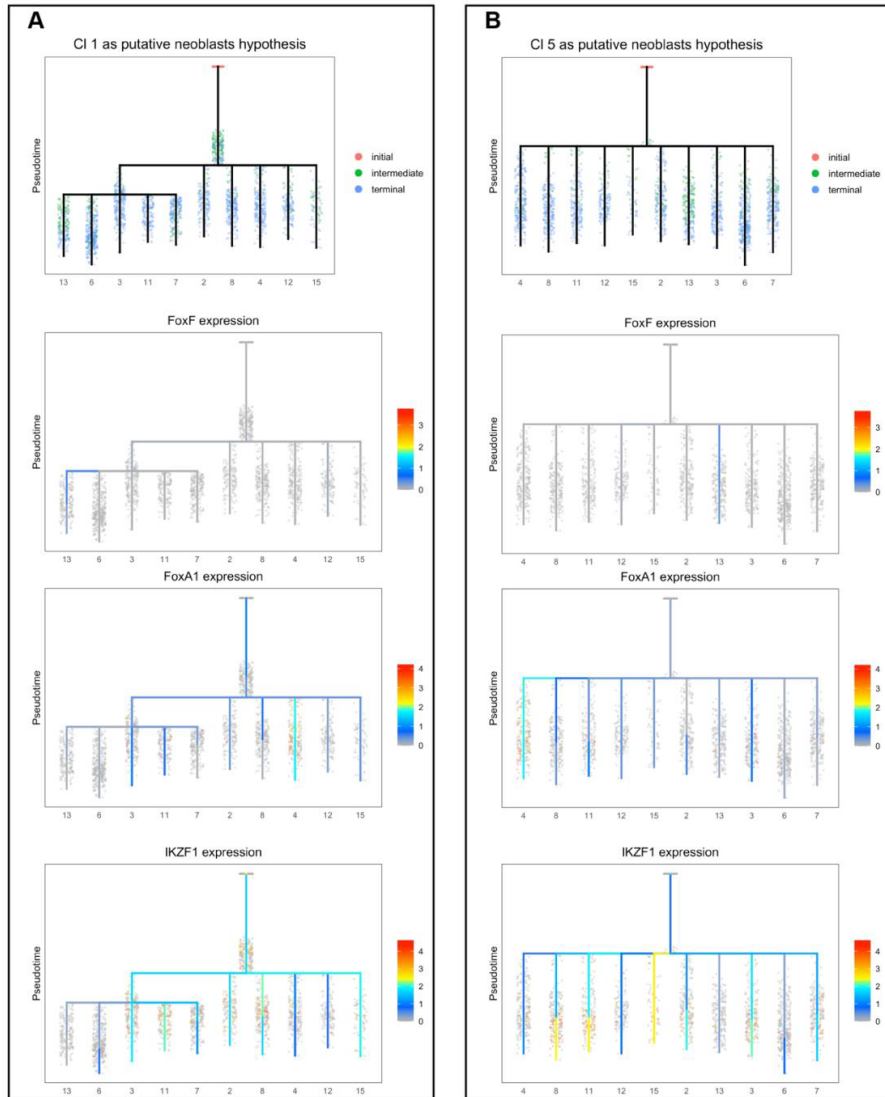 A
Cl 1 as putative neoblasts hypothesis
Pseudotime
initial
intermediate
terminal
13 6 3 11 7 2 8 4 12 15
FoxF expression
Pseudotime
3
2
1
0
13 6 3 11 7 2 8 4 12 15
FoxA1 expression
Pseudotime
4
3
2
1
0
13 6 3 11 7 2 8 4 12 15
IKZF1 expression
Pseudotime
4
3
2
1
0
13 6 3 11 7 2 8 4 12 15
B
Cl 5 as putative neoblasts hypothesis
Pseudotime
initial
intermediate
terminal
4 8 11 12 15 2 13 3 6 7
FoxF expression
Pseudotime
3
2
1
0
4 8 11 12 15 2 13 3 6 7
FoxA1 expression
Pseudotime
4
3
2
1
0
4 8 11 12 15 2 13 3 6 7
IKZF1 expression
Pseudotime
4
3
2
1
0
4 8 11 12 15 2 13 3 6 7